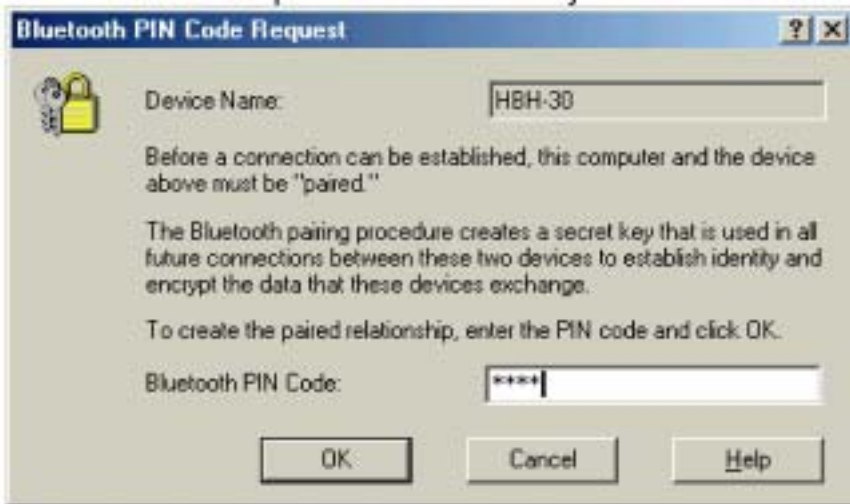 Bluetooth PIN Code Request
Device Name: HBH-30
Before a connection can be established, this computer and the device
above must be "paired."
The Bluetooth pairing procedure creates a secret key that is used in all
future connections between these two devices to establish identity and
encrypt the data that these devices exchange.
To create the paired relationship, enter the PIN code and click OK.
Bluetooth PIN Code: ****
OK Cancel Help